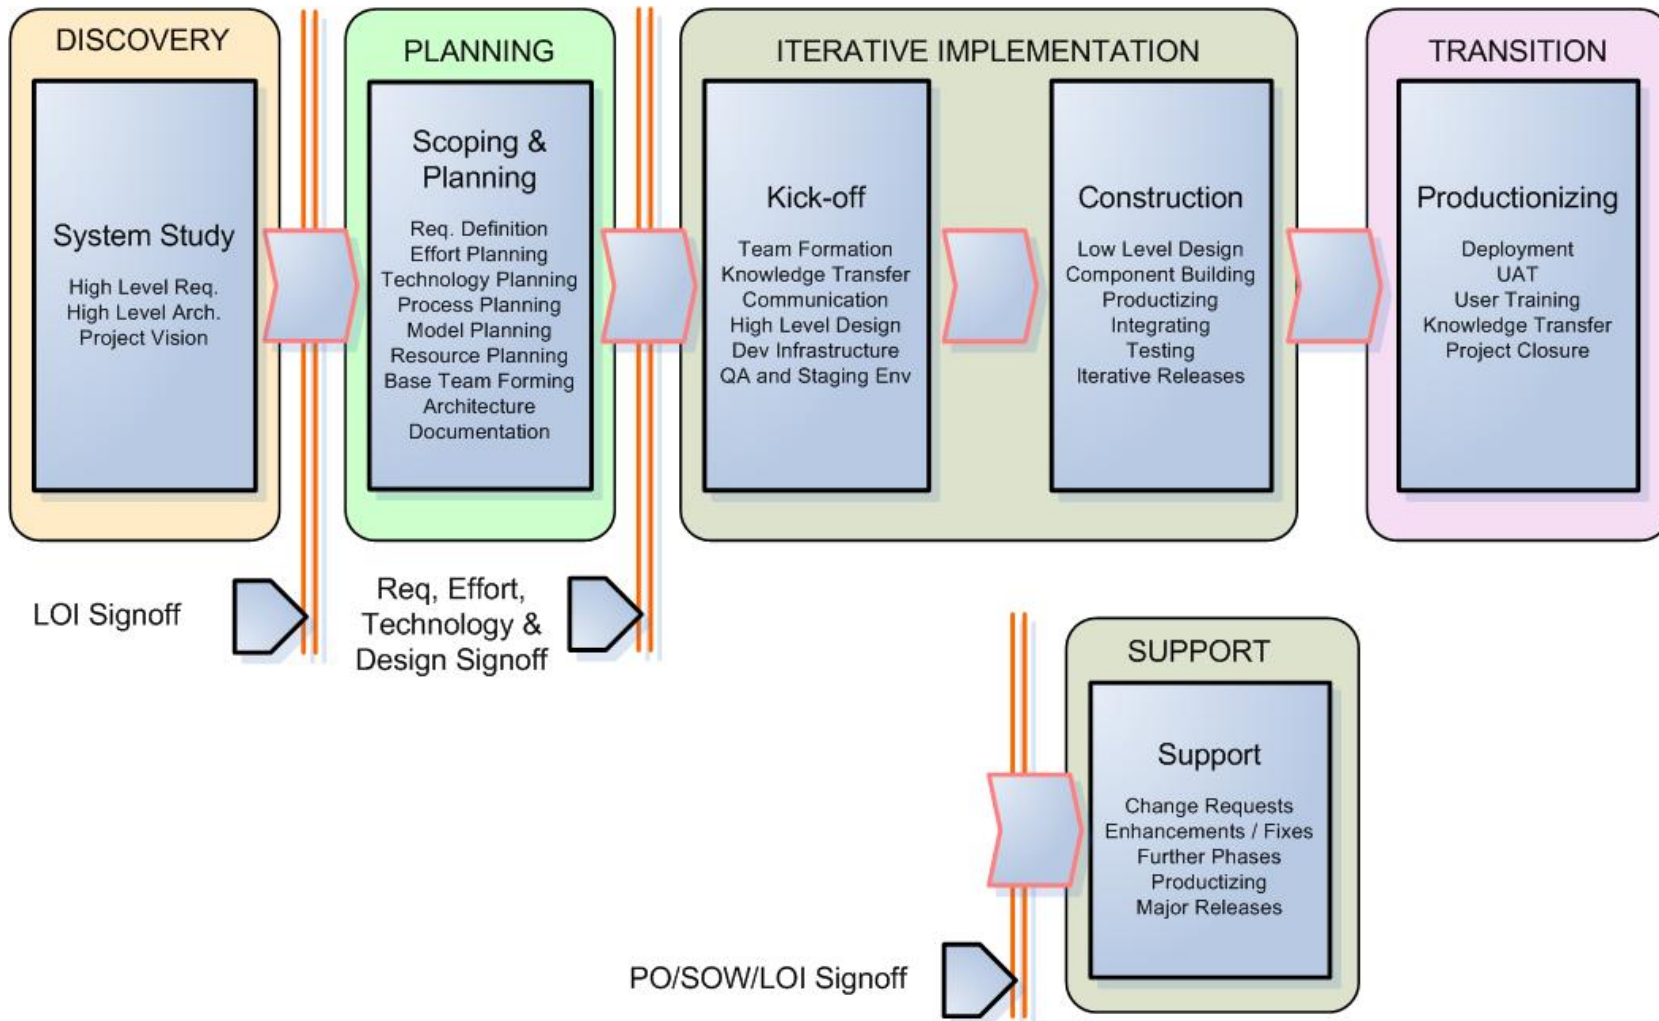 DISCOVERY
System Study
High Level Req.
High Level Arch.
Project Vision
LOI Signoff
PLANNING
Scoping &
Planning
Req. Definition
Effort Planning
Technology Planning
Process Planning
Model Planning
Resource Planning
Base Team Forming
Architecture
Documentation
Req, Effort,
Technology &
Design Signoff
ITERATIVE IMPLEMENTATION
Kick-off
Team Formation
Knowledge Transfer
Communication
High Level Design
Dev Infrastructure
QA and Staging Env
Construction
Low Level Design
Component Building
Productizing
Integrating
Testing
Iterative Releases
TRANSITION
Productionizing
Deployment
UAT
User Training
Knowledge Transfer
Project Closure
PO/SOW/LOI Signoff
SUPPORT
Support
Change Requests
Enhancements / Fixes
Further Phases
Productizing
Major Releases